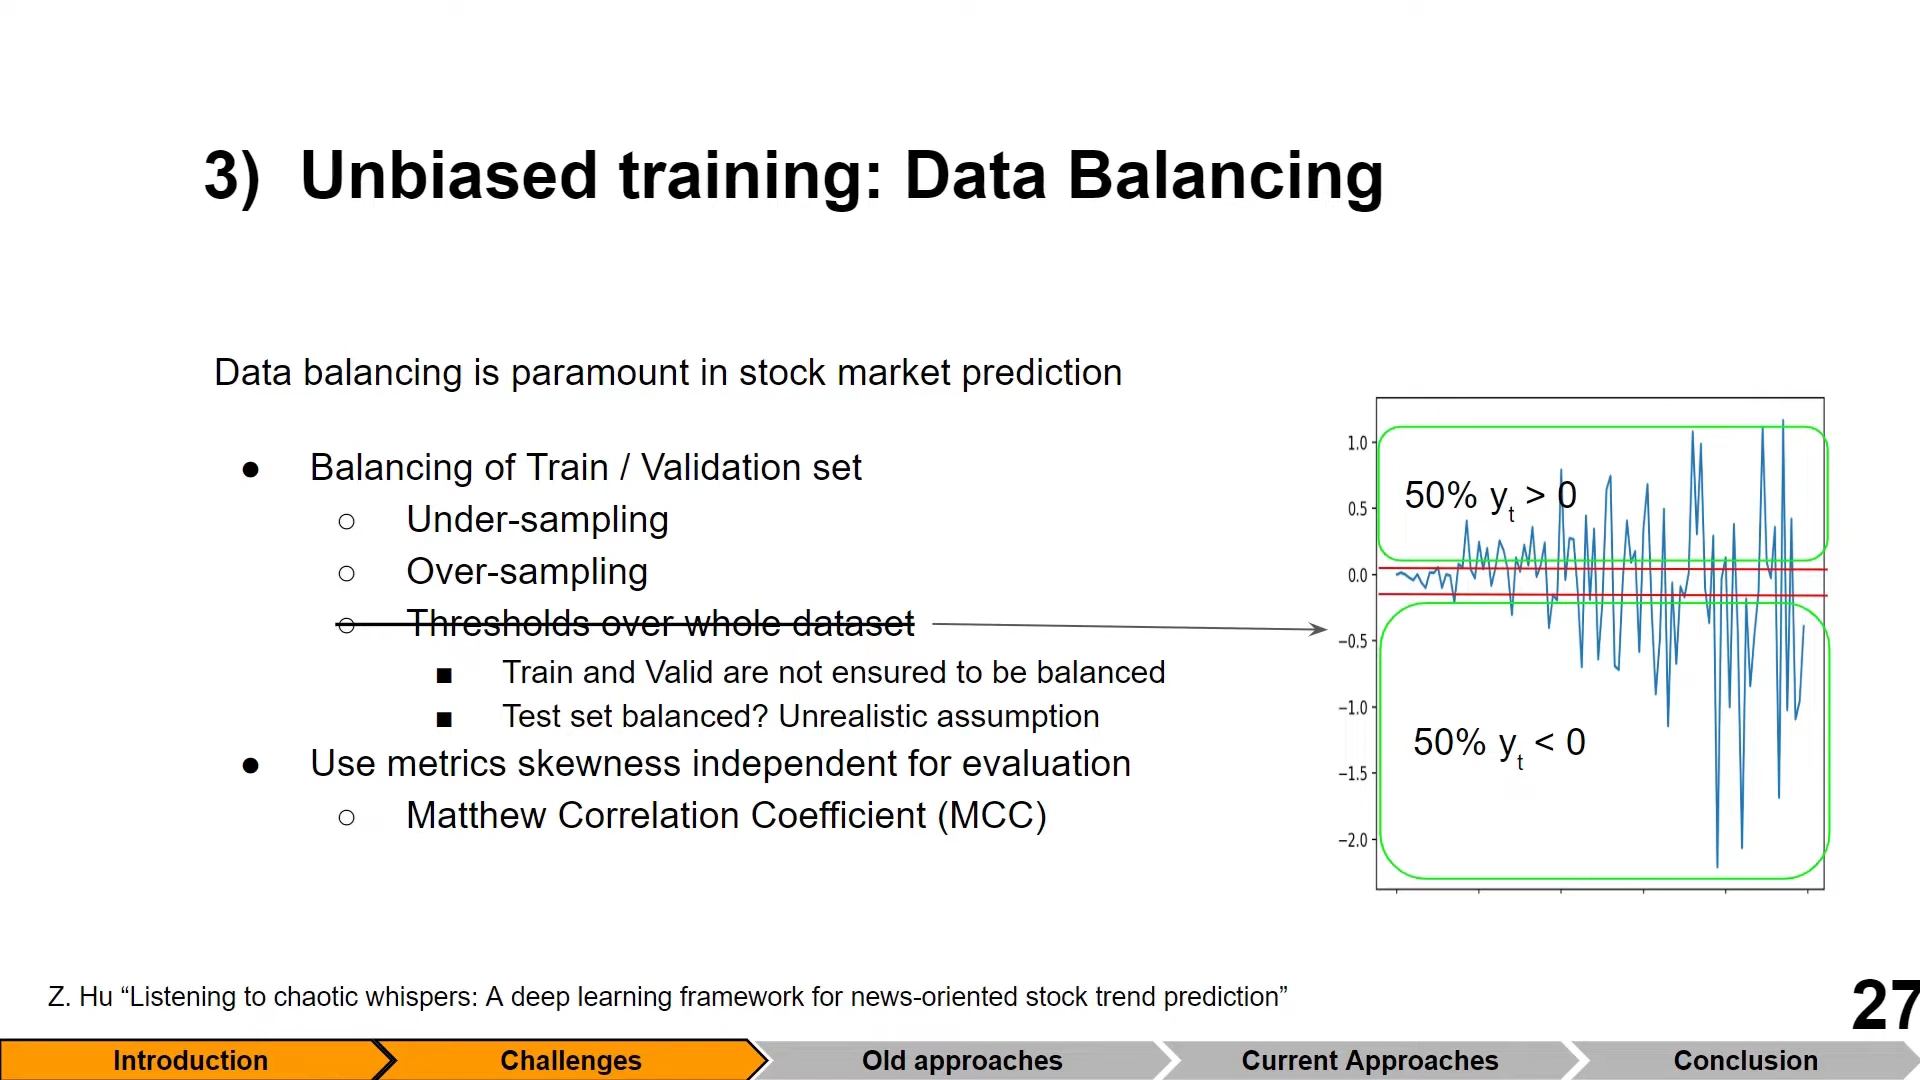 3) Unbiased training: Data Balancing
Data balancing is paramount in stock market prediction
● Balancing of Train / Validation set
○ Under-sampling
○ Over-sampling
○ Thresholds over whole dataset
■ Train and Valid are not ensured to be balanced
■ Test set balanced? Unrealistic assumption
● Use metrics skewness independent for evaluation
○ Matthew Correlation Coefficient (MCC)
1.0
0.5
0.0
−0.5
−1.0
−1.5
−2.0
50% yt > 0
50% yt < 0
Z. Hu “Listening to chaotic whispers: A deep learning framework for news-oriented stock trend prediction”
27
Introduction
Challenges
Old approaches
Current Approaches
Conclusion